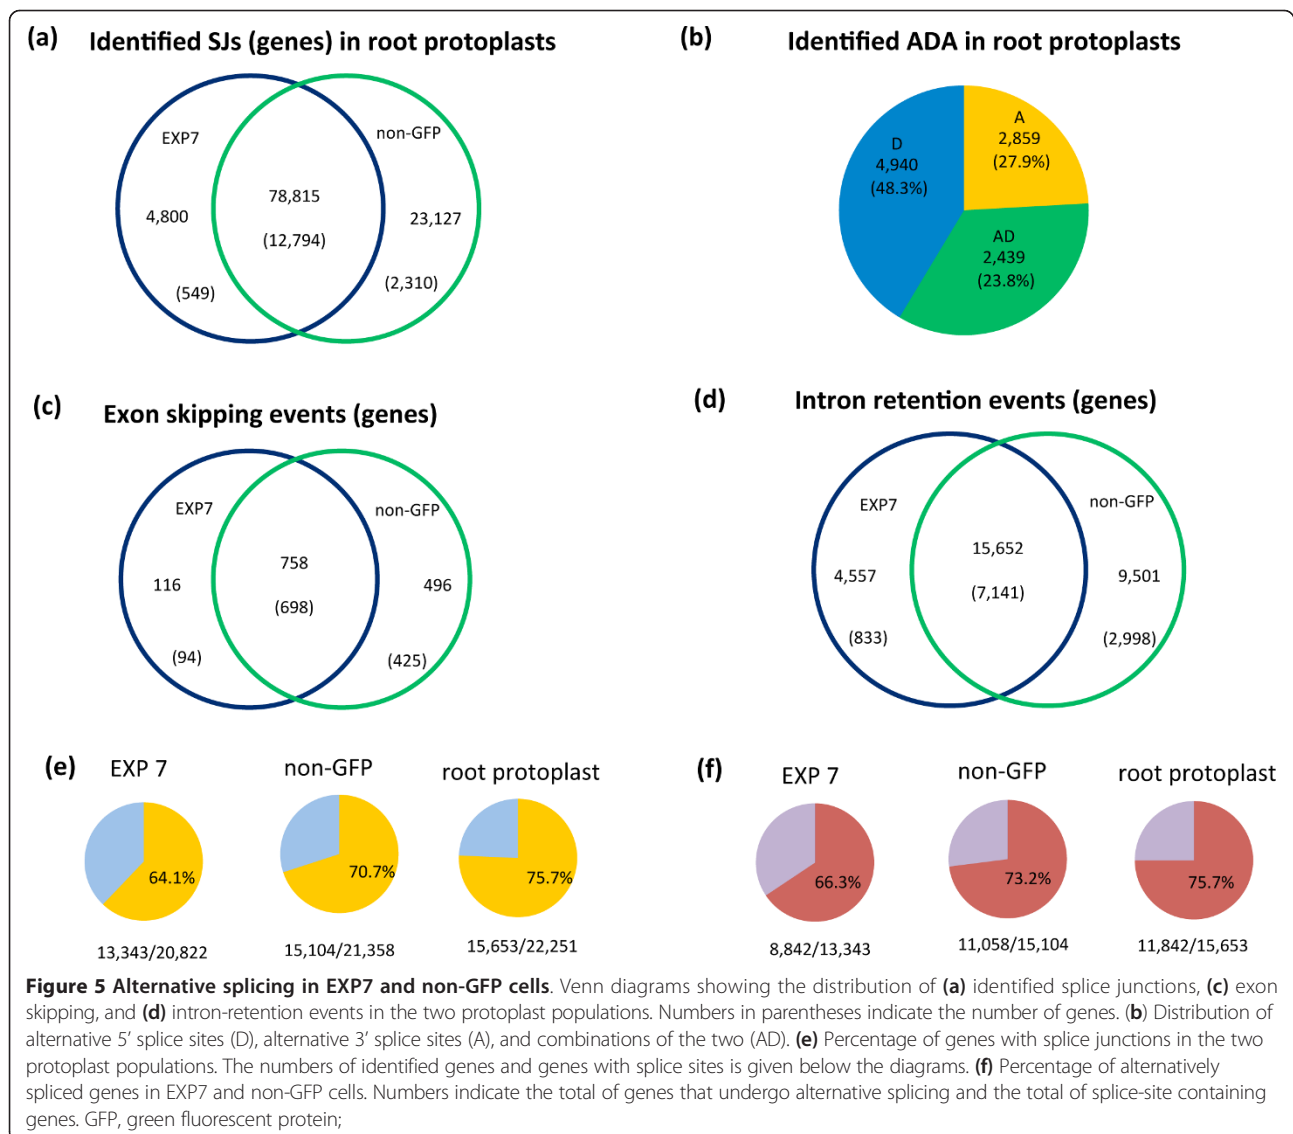 (a) Identified SJs (genes) in root protoplasts
EXP7
non-GFP
4,800
78,815
23,127
(12,794)
(549)
(2,310)
(b) Identified ADA in root protoplasts
A
2,859
(27.9%)
D
4,940
(48.3%)
AD
2,439
(23.8%)
(c) Exon skipping events (genes)
EXP7
non-GFP
116
758
496
(698)
(94)
(425)
(d) Intron retention events (genes)
EXP7
non-GFP
4,557
15,652
9,501
(7,141)
(833)
(2,998)
(e) EXP 7 non-GFP root protoplast
64.1% 70.7% 75.7%
13,343/20,822 15,104/21,358 15,653/22,251
(f) EXP 7 non-GFP root protoplast
66.3% 73.2% 75.7%
8,842/13,343 11,058/15,104 11,842/15,653
Figure 5 Alternative splicing in EXP7 and non-GFP cells. Venn diagrams showing the distribution of (a) identified splice junctions, (c) exon
skipping, and (d) intron-retention events in the two protoplast populations. Numbers in parentheses indicate the number of genes. (b) Distribution of
alternative 5′ splice sites (D), alternative 3′ splice sites (A), and combinations of the two (AD). (e) Percentage of genes with splice junctions in the two
protoplast populations. The numbers of identified genes and genes with splice sites is given below the diagrams. (f) Percentage of alternatively
spliced genes in EXP7 and non-GFP cells. Numbers indicate the total of genes that undergo alternative splicing and the total of splice-site containing
genes. GFP, green fluorescent protein;